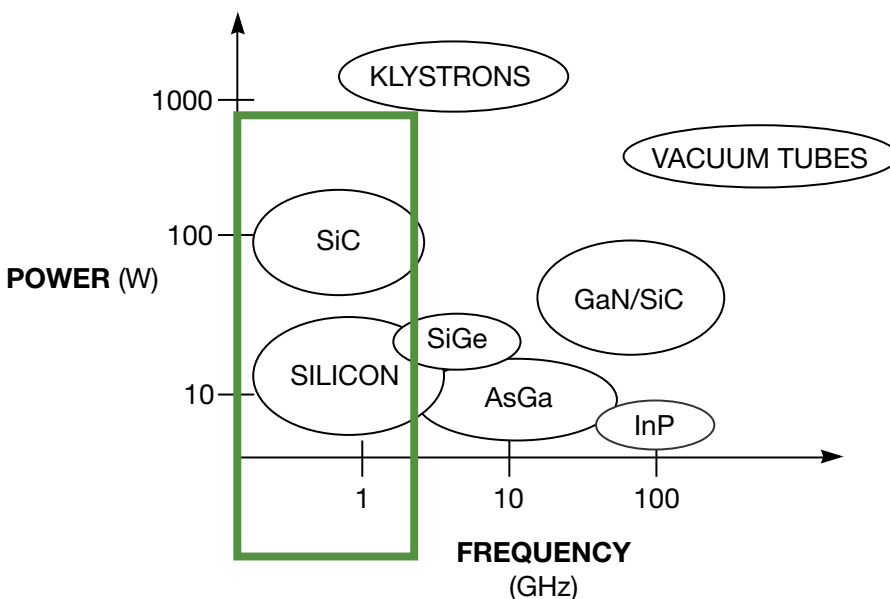 KLYSTRONS
1000
VACUUM TUBES
100
SiC
POWER (W)
GaN/SiC
SiGe
SILICON
10
AsGa
InP
1
10
100
FREQUENCY
(GHz)